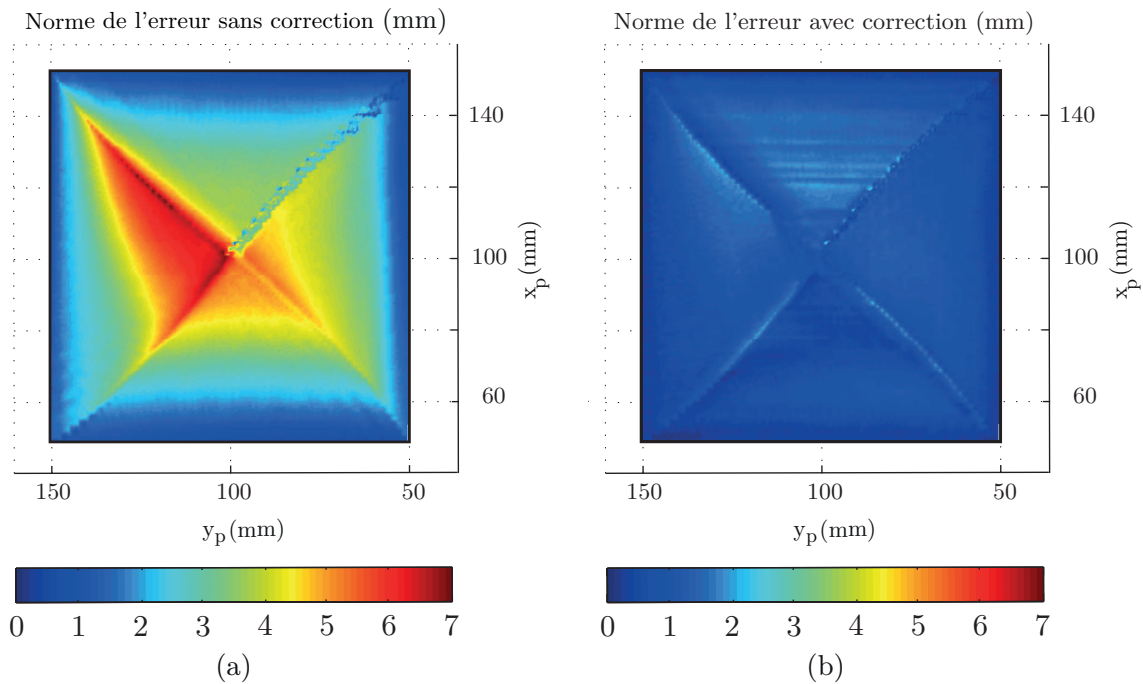 Norme de l'erreur sans correction (mm)
Norme de l'erreur avec correction (mm)
140
100
60
x_p(mm)
150 100 50
y_p(mm)
140
100
60
x_p(mm)
150 100 50
y_p(mm)
0 1 2 3 4 5 6 7
(a)
0 1 2 3 4 5 6 7
(b)